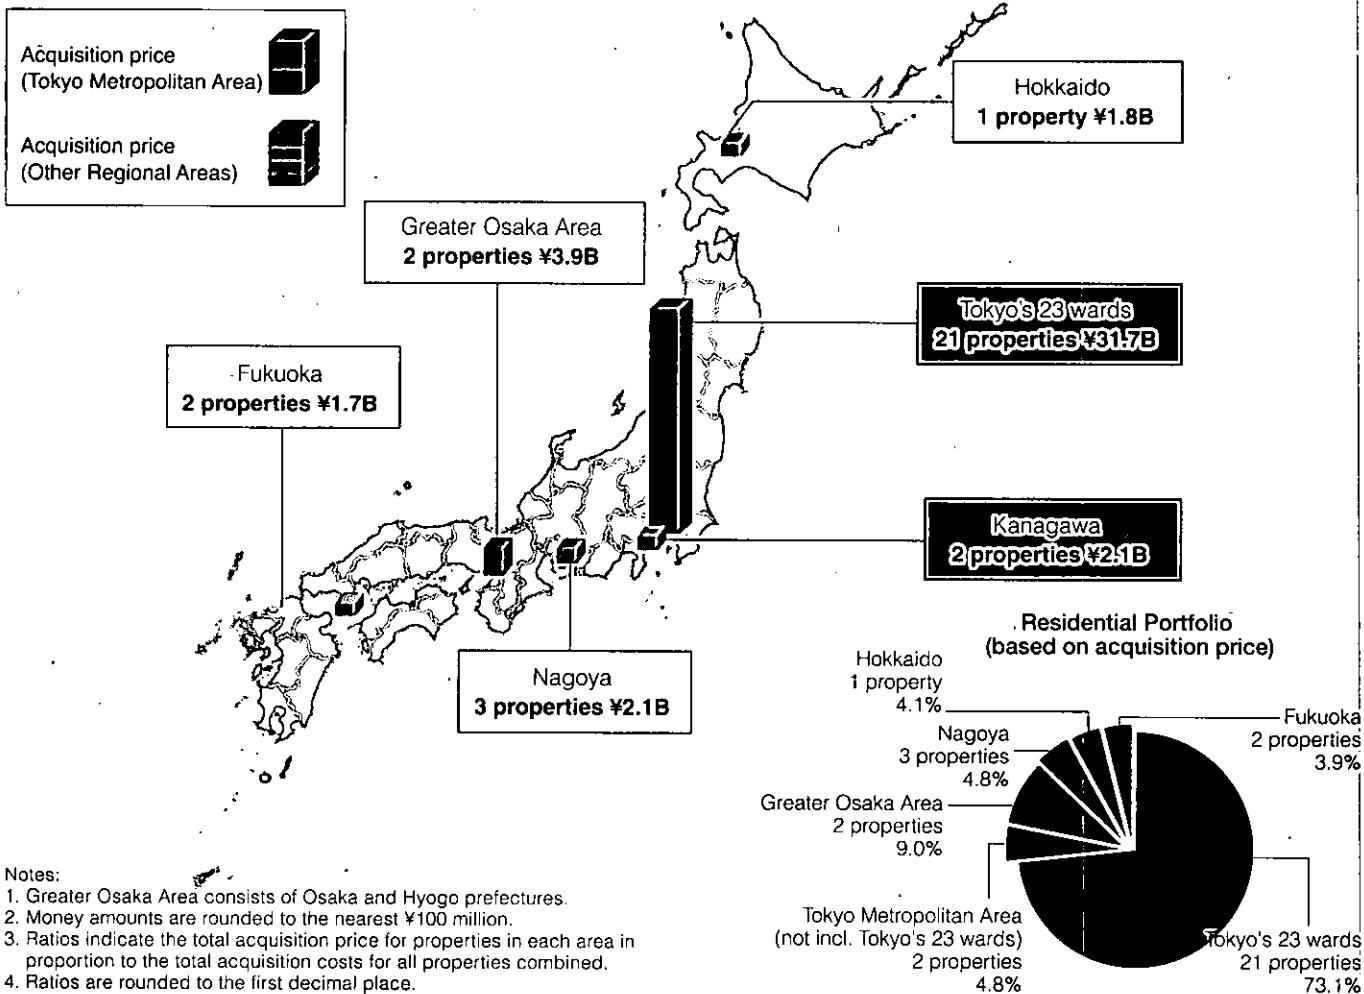 Acquisition price
(Tokyo Metropolitan Area)
Acquisition price
(Other Regional Areas)
Hokkaido
1 property ¥1.8B
Greater Osaka Area
2 properties ¥3.9B
Tokyo's 23 wards
21 properties ¥31.7B
Fukuoka
2 properties ¥1.7B
Kanagawa
2 properties ¥2.1B
Nagoya
3 properties ¥2.1B
Residential Portfolio
(based on acquisition price)
Hokkaido
1 property
4.1%
Fukuoka
2 properties
3.9%
Nagoya
3 properties
4.8%
Greater Osaka Area
2 properties
9.0%
Tokyo Metropolitan Area
(not incl. Tokyo's 23 wards)
2 properties
4.8%
Tokyo's 23 wards
21 properties
73.1%
Notes:
1. Greater Osaka Area consists of Osaka and Hyogo prefectures.
2. Money amounts are rounded to the nearest ¥100 million.
3. Ratios indicate the total acquisition price for properties in each area in
proportion to the total acquisition costs for all properties combined.
4. Ratios are rounded to the first decimal place.